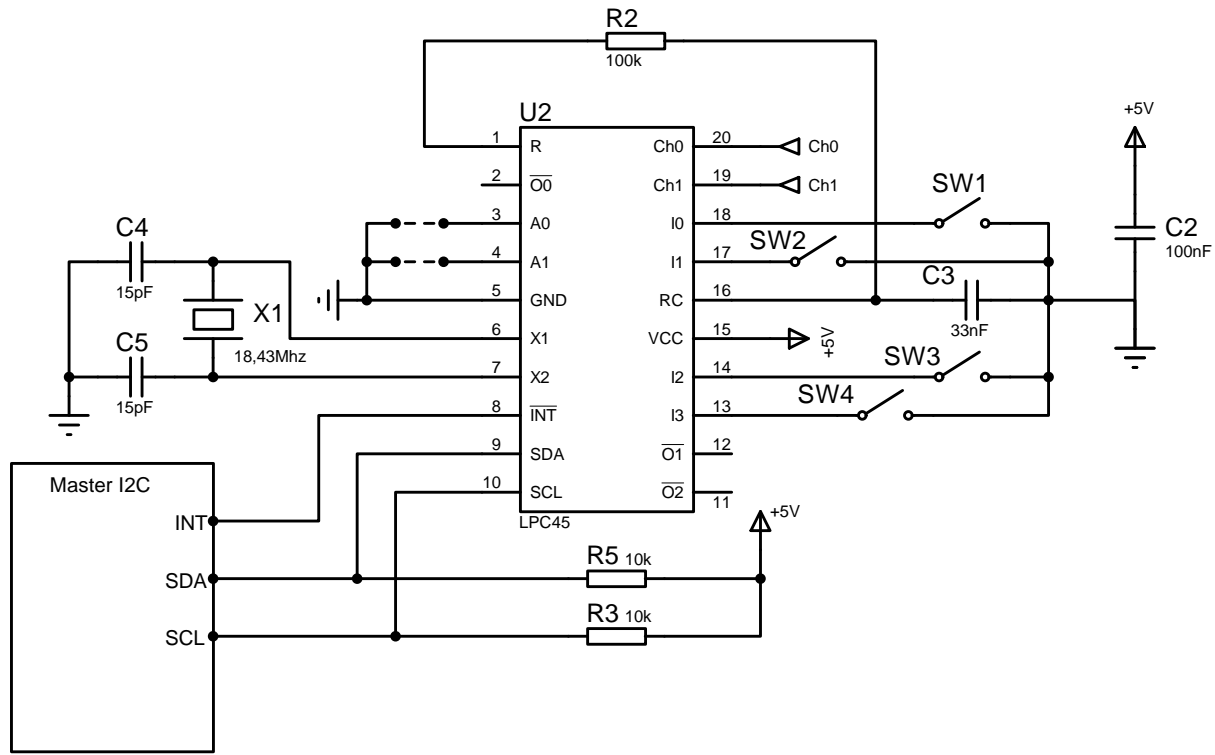 R2
100k
U2
+5V
1 R Ch0 20 Ch0
2 O0 Ch1 19 Ch1
SW1
3 A0 I0 18
C4
SW2
C2
100nF
4 A1 I1 17
15pF
C3
5 GND RC 16
X1
33nF
6 X1 VCC 15 +5V
C5
18,43Mhz
SW3
7 X2 I2 14
15pF
SW4
8 INT I3 13
9 SDA O1 12
Master I2C
10 SCL O2 11
LPC45
+5V
INT
R5 10k
SDA
R3 10k
SCL